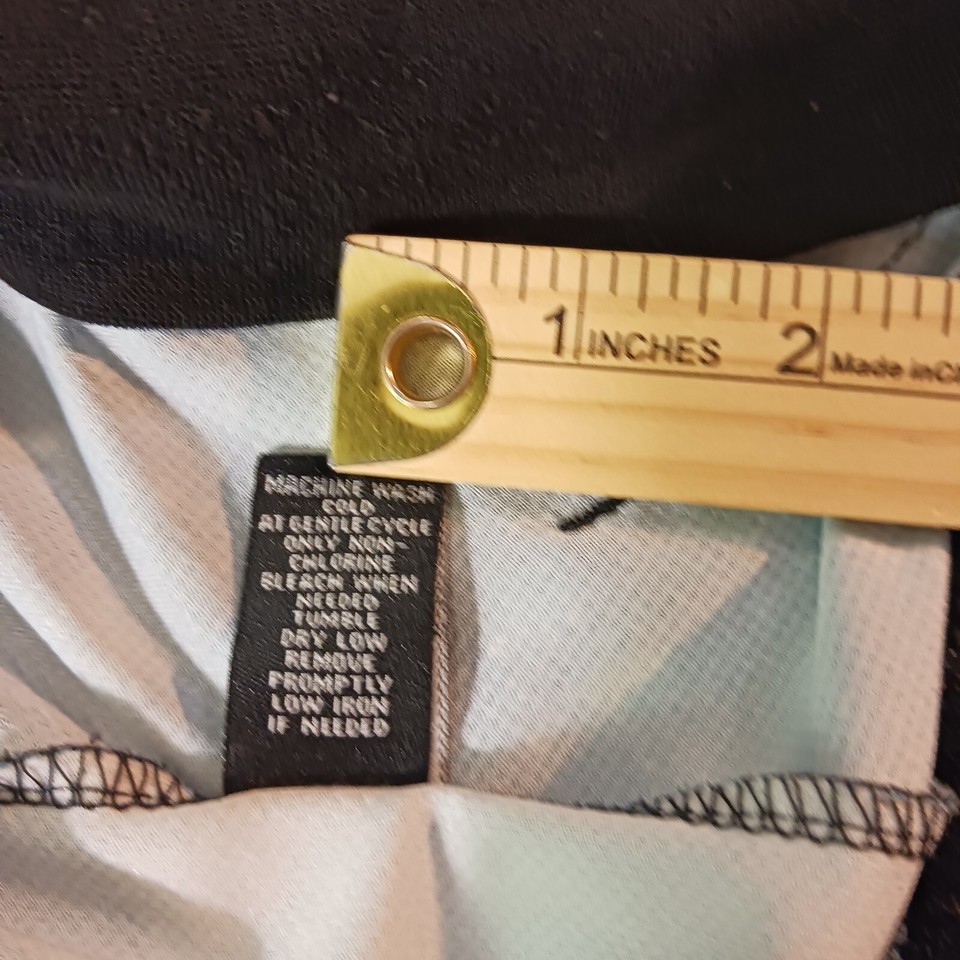 1 INCHES 2 Made in
MACHINE WASH
COLD
AT GENTLE CYCLE
ONLY NON-
CHLORINE
BLEACH WHEN
NEEDED
TUMBLE
DRY LOW
REMOVE
PROMPTLY
LOW IRON
IF NEEDED